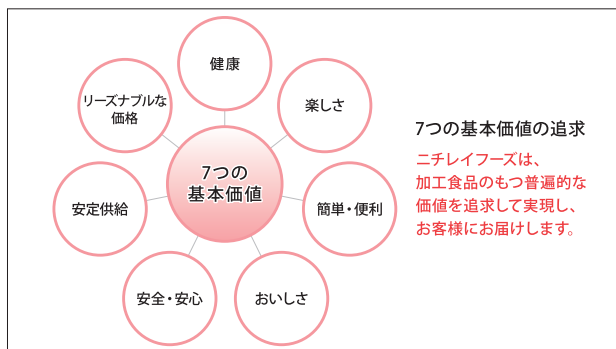 健康
楽しさ
簡単・便利
おいしさ
安全・安心
安定供給
リーズナブルな
価格
7つの
基本価値
7つの基本価値の追求
ニチレイフーズは、
加工食品のもつ普遍的な
価値を追求して実現し、
お客様にお届けします。